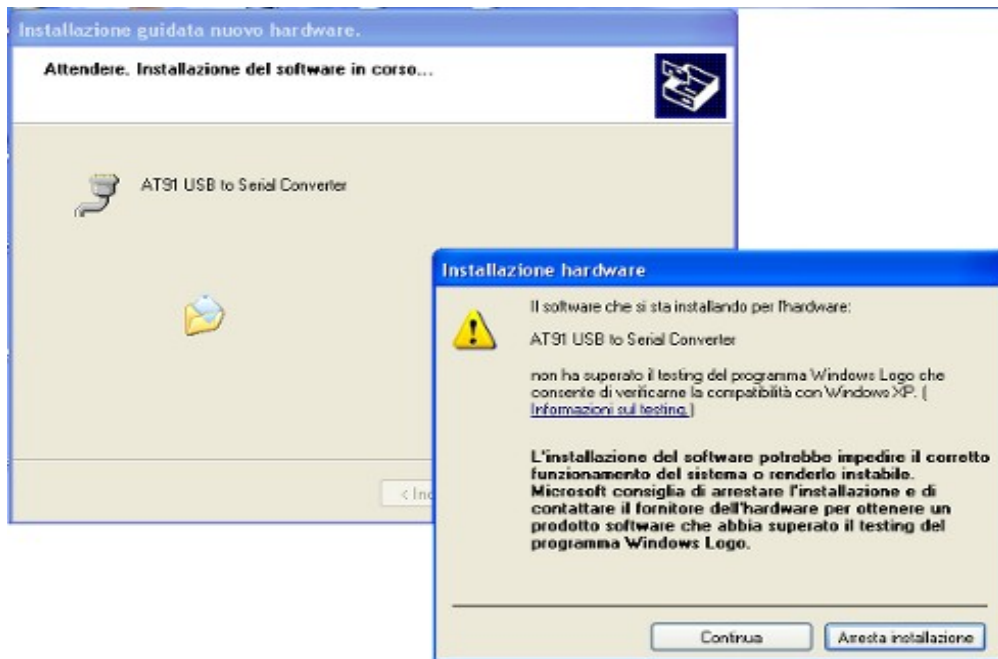 Installazione guidata nuovo hardware.
Attendere. Installazione del software in corso...
AT91 USB to Serial Converter
Installazione hardware
Il software che si sta installando per l'hardware:
AT91 USB to Serial Converter
non ha superato il testing del programma Windows Logo che
consente di verificarne la compatibilità con Windows XP. (
Informazioni sul testing.)
L'installazione del software potrebbe impedire il corretto
funzionamento del sistema o renderlo instabile.
Microsoft consiglia di arrestare l'installazione e di
contattare il fornitore dell'hardware per ottenere un
prodotto software che abbia superato il testing del
programma Windows Logo.
< In
Continua
Arresta installazione